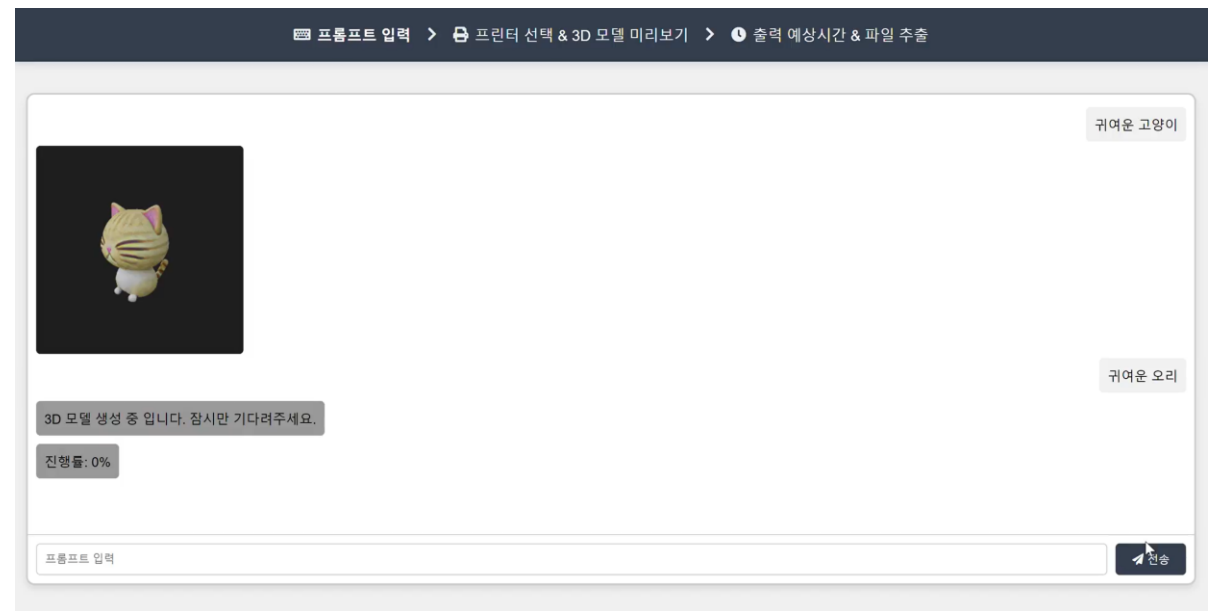 프롬프트 입력 > 프린터 선택 & 3D 모델 미리보기 > 출력 예상시간 & 파일 추출
귀여운 고양이
귀여운 오리
3D 모델 생성 중 입니다. 잠시만 기다려주세요.
진행률: 0%
프롬프트 입력
전송